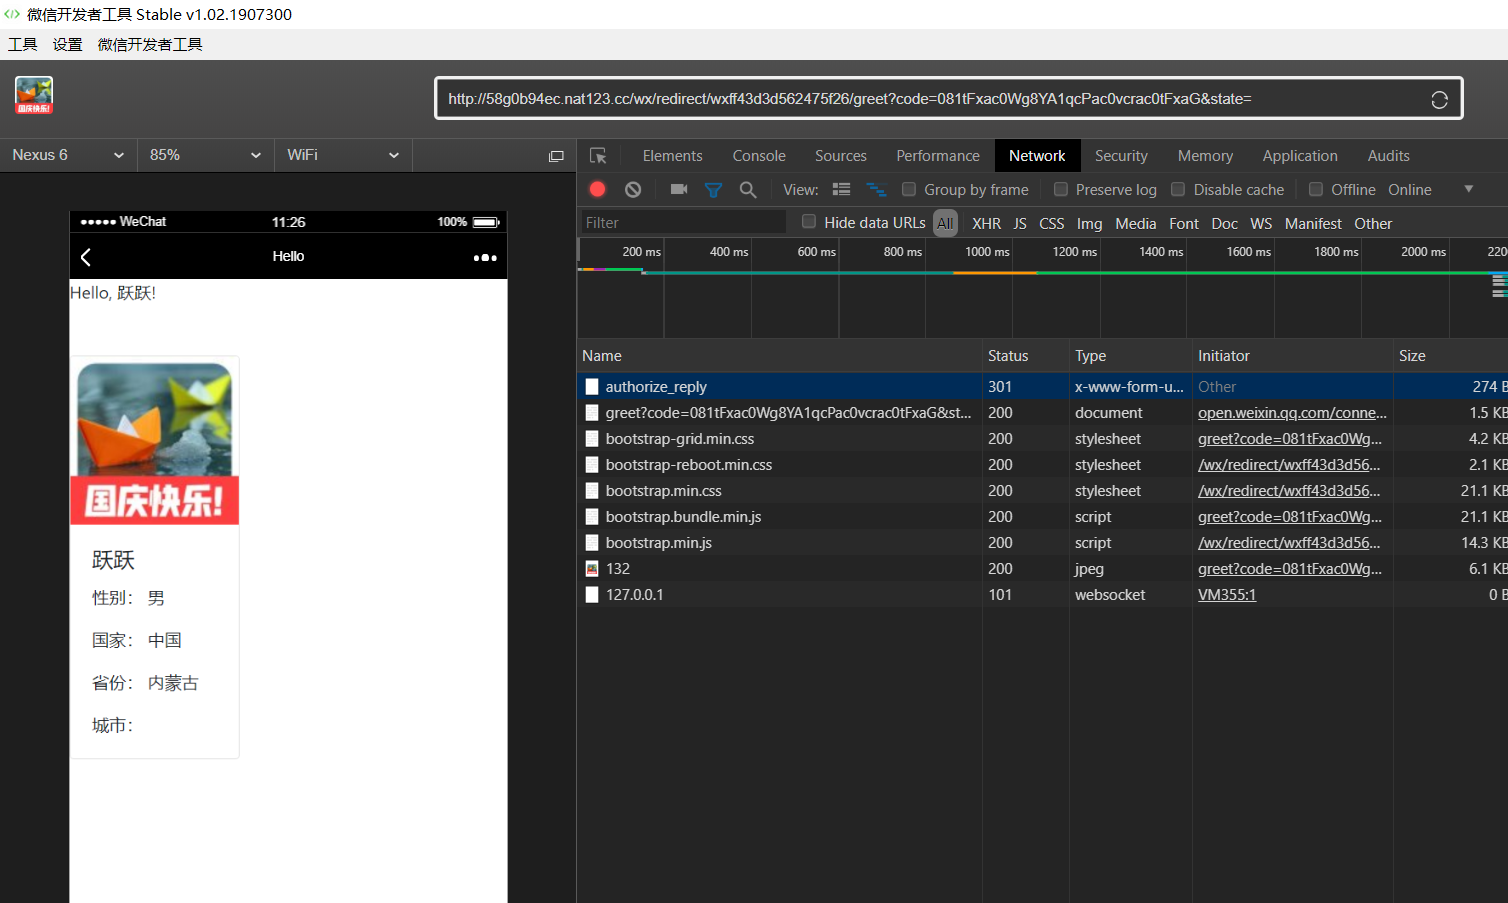 微信开发者工具 Stable v1.02.1907300
工具 设置 微信开发者工具
国庆快乐!
http://58g0b94ec.nat123.cc/wx/redirect/wxff43d3d562475f26/greet?code=081tFxac0Wg8YA1qcPac0vcrac0tFxaG&state=
Nexus 6 85% WiFi
Elements Console Sources Performance Network Security Memory Application Audits
View: Group by frame Preserve log Disable cache Offline Online
Filter Hide data URLs All XHR JS CSS Img Media Font Doc WS Manifest Other
200 ms 400 ms 600 ms 800 ms 1000 ms 1200 ms 1400 ms 1600 ms 1800 ms 2000 ms 220
WeChat 11:26 100%
Hello
Hello, 跃跃!
国庆快乐!
跃跃
性别： 男
国家： 中国
省份： 内蒙古
城市：
Name Status Type Initiator Size
authorize_reply 301 x-www-form-u... Other 274 B
greet?code=081tFxac0Wg8YA1qcPac0vcrac0tFxaG&st... 200 document open.weixin.qq.com/conne... 1.5 KB
bootstrap-grid.min.css 200 stylesheet greet?code=081tFxac0Wg... 4.2 KB
bootstrap-reboot.min.css 200 stylesheet /wx/redirect/wxff43d3d56... 2.1 KB
bootstrap.min.css 200 stylesheet /wx/redirect/wxff43d3d56... 21.1 KB
bootstrap.bundle.min.js 200 script greet?code=081tFxac0Wg... 21.1 KB
bootstrap.min.js 200 script /wx/redirect/wxff43d3d56... 14.3 KB
132 200 jpeg greet?code=081tFxac0Wg... 6.1 KB
127.0.0.1 101 websocket VM355:1 0 B